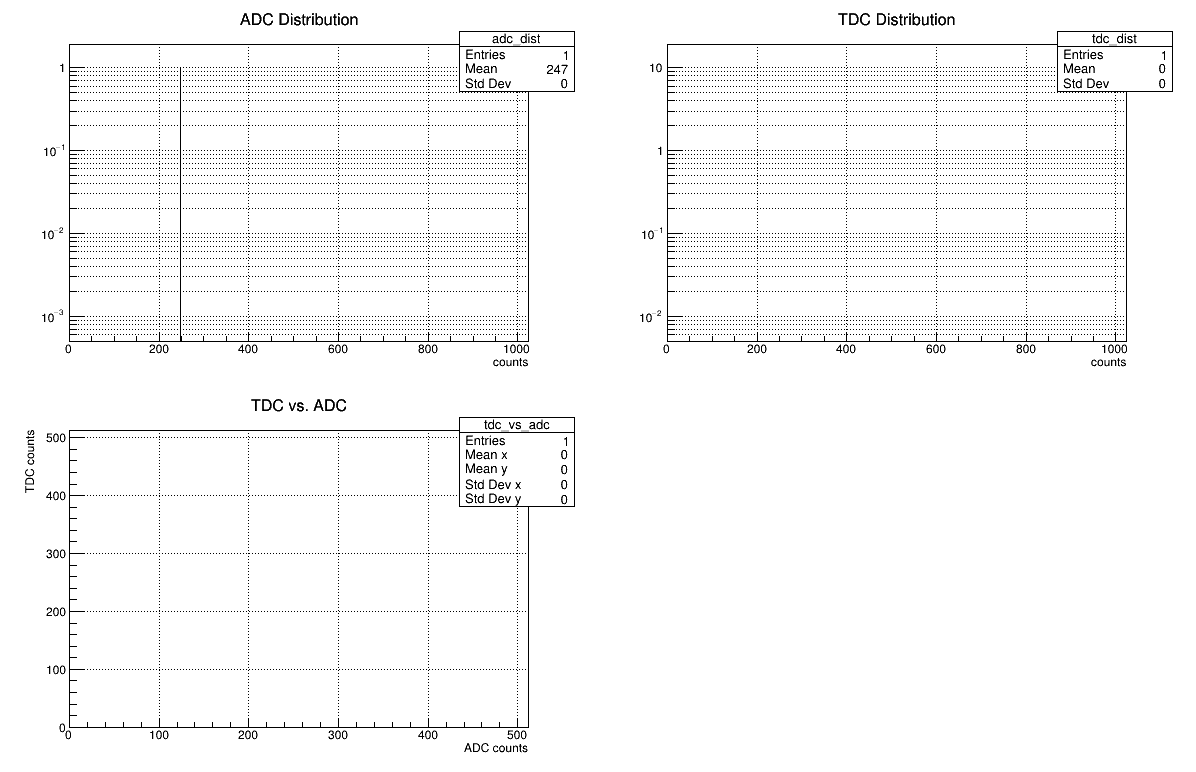 ADC Distribution
adc_dist
Entries 1
Mean 247
Std Dev 0
1
10⁻¹
10⁻²
10⁻³
0 200 400 600 800 1000
counts
TDC Distribution
tdc_dist
Entries 1
Mean 0
Std Dev 0
10
1
10⁻¹
10⁻²
0 200 400 600 800 1000
counts
TDC vs. ADC
tdc_vs_adc
Entries 1
Mean x 0
Mean y 0
Std Dev x 0
Std Dev y 0
TDC counts
500
400
300
200
100
0
0 100 200 300 400 500
ADC counts